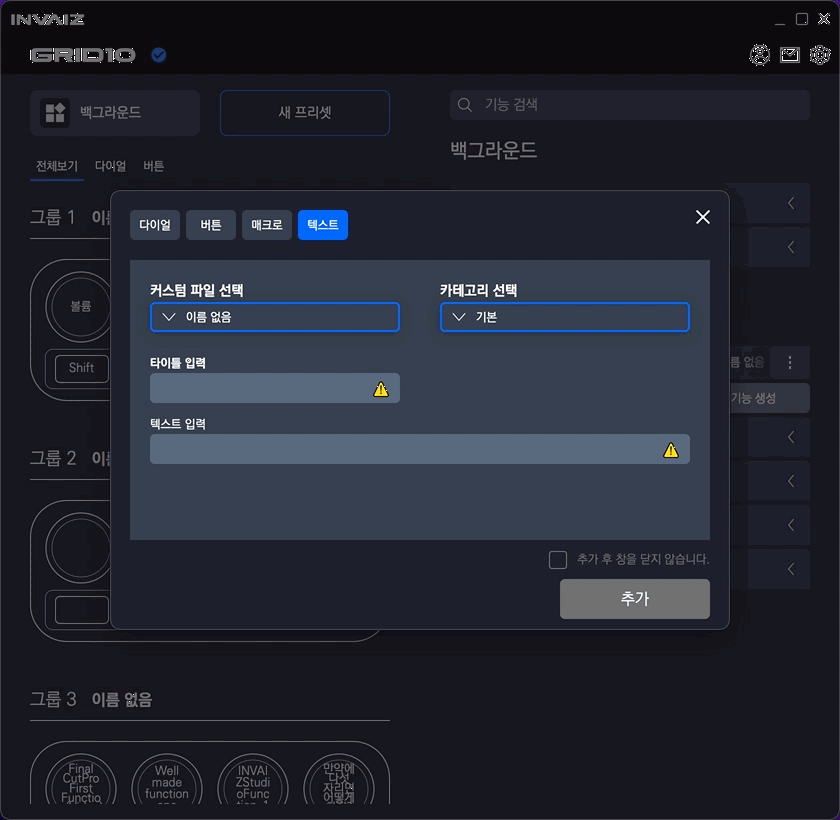 INVAIZ
GRID10
백그라운드
새 프리셋
기능 검색
전체보기 다이얼 버튼
백그라운드
그룹 1
볼륨
Shift
다이얼 버튼 매크로 텍스트
커스텀 파일 선택
카테고리 선택
이름 없음
기본
타이틀 입력
텍스트 입력
추가 후 창을 닫지 않습니다.
추가
름 없음
기능 생성
그룹 2
그룹 3 이름 없음
Final
CutPro
First
Functio
Well
made
function
INVAI
ZStudi
oFunc
만약에
다섯
자리면
어떻게